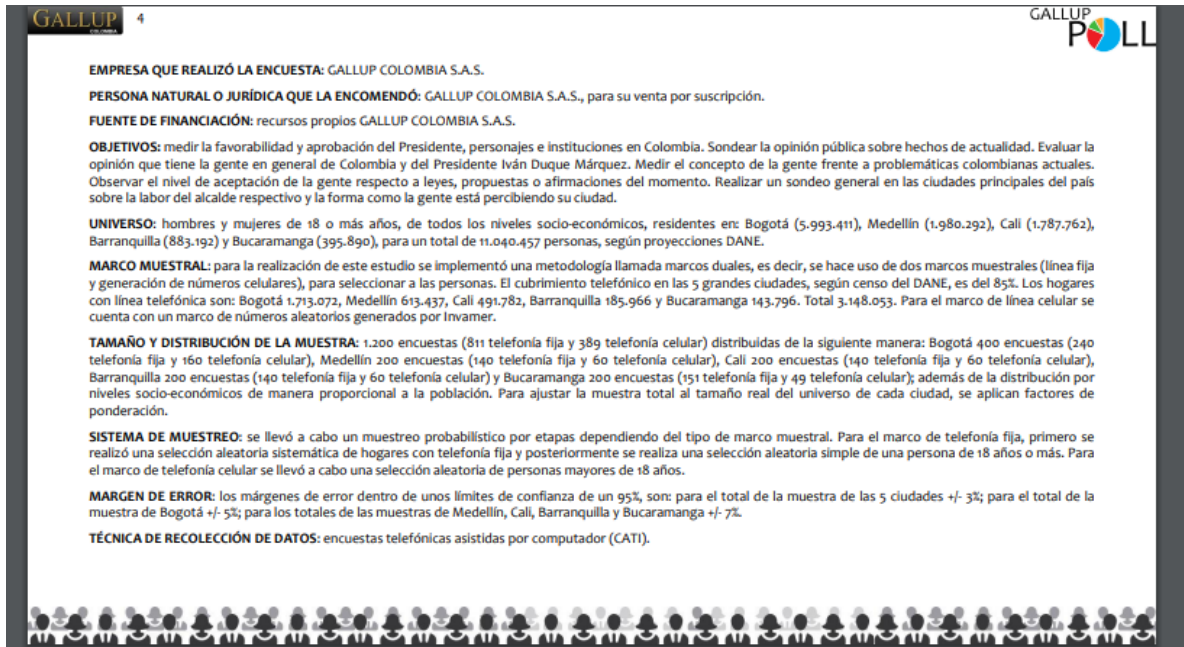 GALLUP
COLOMBIA
4
GALLUP
POLL
EMPRESA QUE REALIZÓ LA ENCUESTA: GALLUP COLOMBIA S.A.S.
PERSONA NATURAL O JURÍDICA QUE LA ENCOMENDÓ: GALLUP COLOMBIA S.A.S., para su venta por suscripción.
FUENTE DE FINANCIACIÓN: recursos propios GALLUP COLOMBIA S.A.S.
OBJETIVOS: medir la favorabilidad y aprobación del Presidente, personajes e instituciones en Colombia. Sondear la opinión pública sobre hechos de actualidad. Evaluar la
opinión que tiene la gente en general de Colombia y del Presidente Iván Duque Márquez. Medir el concepto de la gente frente a problemáticas colombianas actuales.
Observar el nivel de aceptación de la gente respecto a leyes, propuestas o afirmaciones del momento. Realizar un sondeo general en las ciudades principales del país
sobre la labor del alcalde respectivo y la forma como la gente está percibiendo su ciudad.
UNIVERSO: hombres y mujeres de 18 o más años, de todos los niveles socio-económicos, residentes en: Bogotá (5.993.411), Medellín (1.980.292), Cali (1.787.762),
Barranquilla (883.192) y Bucaramanga (395.890), para un total de 11.040.457 personas, según proyecciones DANE.
MARCO MUESTRAL: para la realización de este estudio se implementó una metodología llamada marcos duales, es decir, se hace uso de dos marcos muestrales (línea fija
y generación de números celulares), para seleccionar a las personas. El cubrimiento telefónico en las 5 grandes ciudades, según censo del DANE, es del 85%. Los hogares
con línea telefónica son: Bogotá 1.713.072, Medellín 613.437, Cali 491.782, Barranquilla 185.966 y Bucaramanga 143.796. Total 3.148.053. Para el marco de línea celular se
cuenta con un marco de números aleatorios generados por Invamer.
TAMAÑO Y DISTRIBUCIÓN DE LA MUESTRA: 1.200 encuestas (811 telefonía fija y 389 telefonía celular) distribuidas de la siguiente manera: Bogotá 400 encuestas (240
telefonía fija y 160 telefonía celular), Medellín 200 encuestas (140 telefonía fija y 60 telefonía celular), Cali 200 encuestas (140 telefonía fija y 60 telefonía celular),
Barranquilla 200 encuestas (140 telefonía fija y 60 telefonía celular) y Bucaramanga 200 encuestas (151 telefonía fija y 49 telefonía celular); además de la distribución por
niveles socio-económicos de manera proporcional a la población. Para ajustar la muestra total al tamaño real del universo de cada ciudad, se aplican factores de
ponderación.
SISTEMA DE MUESTREO: se llevó a cabo un muestreo probabilístico por etapas dependiendo del tipo de marco muestral. Para el marco de telefonía fija, primero se
realizó una selección aleatoria sistemática de hogares con telefonía fija y posteriormente se realiza una selección aleatoria simple de una persona de 18 años o más. Para
el marco de telefonía celular se llevó a cabo una selección aleatoria de personas mayores de 18 años.
MARGEN DE ERROR: los márgenes de error dentro de unos límites de confianza de un 95%, son: para el total de la muestra de las 5 ciudades +/- 3%; para el total de la
muestra de Bogotá +/- 5%; para los totales de las muestras de Medellín, Cali, Barranquilla y Bucaramanga +/- 7%.
TÉCNICA DE RECOLECCIÓN DE DATOS: encuestas telefónicas asistidas por computador (CATI).